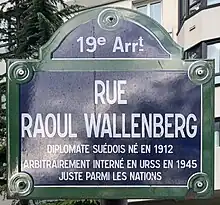 19e Arrt
RUE
RAOUL WALLENBERG
DIPLOMATE SUÉDOIS NÉ EN 1912
ARBITRAIREMENT INTERNÉ EN URSS EN 1945
JUSTE PARMI LES NATIONS